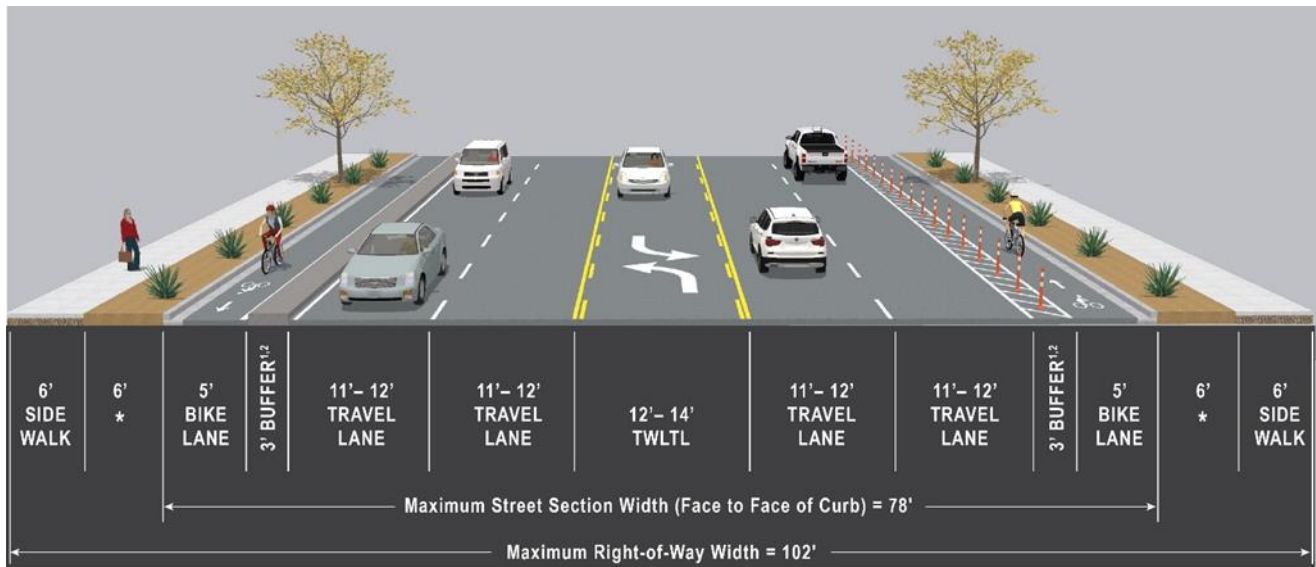 6'
SIDE
WALK
6'
*
5'
BIKE
LANE
3' BUFFER1,2
11'– 12'
TRAVEL
LANE
11'– 12'
TRAVEL
LANE
12'– 14'
TWLTL
11'– 12'
TRAVEL
LANE
11'– 12'
TRAVEL
LANE
3' BUFFER1,2
5'
BIKE
LANE
6'
*
6'
SIDE
WALK
Maximum Street Section Width (Face to Face of Curb) = 78'
Maximum Right-of-Way Width = 102'